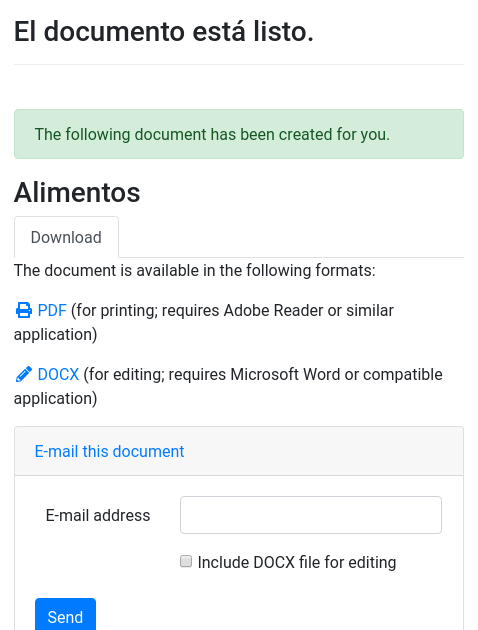 El documento está listo.
The following document has been created for you.
Alimentos
Download
The document is available in the following formats:
PDF (for printing; requires Adobe Reader or similar
application)
DOCX (for editing; requires Microsoft Word or compatible
application)
E-mail this document
E-mail address
Include DOCX file for editing
Send